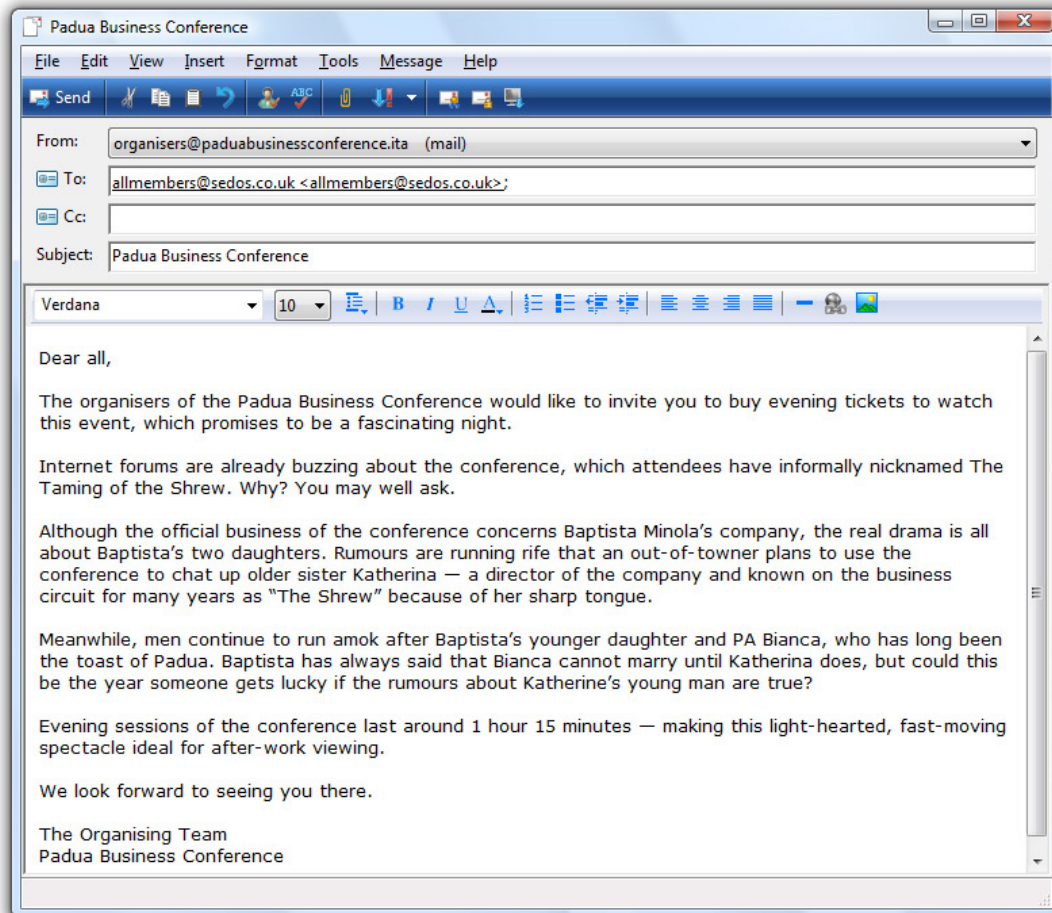 Padua Business Conference
File Edit View Insert Format Tools Message Help
Send ABC
From: organisers@paduabusinessconference.ita (mail)
To: allmembers@sedos.co.uk <allmembers@sedos.co.uk>;
Cc:
Subject: Padua Business Conference
Verdana 10 B I U A
Dear all,
The organisers of the Padua Business Conference would like to invite you to buy evening tickets to watch
this event, which promises to be a fascinating night.
Internet forums are already buzzing about the conference, which attendees have informally nicknamed The
Taming of the Shrew. Why? You may well ask.
Although the official business of the conference concerns Baptista Minola’s company, the real drama is all
about Baptista’s two daughters. Rumours are running rife that an out-of-towner plans to use the
conference to chat up older sister Katherina — a director of the company and known on the business
circuit for many years as “The Shrew” because of her sharp tongue.
Meanwhile, men continue to run amok after Baptista’s younger daughter and PA Bianca, who has long been
the toast of Padua. Baptista has always said that Bianca cannot marry until Katherina does, but could this
be the year someone gets lucky if the rumours about Katherine’s young man are true?
Evening sessions of the conference last around 1 hour 15 minutes — making this light-hearted, fast-moving
spectacle ideal for after-work viewing.
We look forward to seeing you there.
The Organising Team
Padua Business Conference